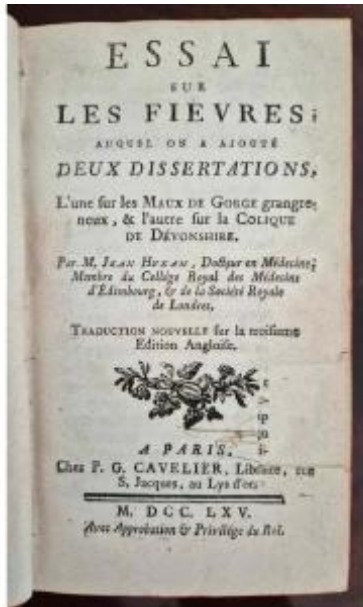 ESSAI
SUR
LES FIEVRES;
AUQUEL ON A AJOUTÉ
DEUX DISSERTATIONS,
L'une sur les MAUX DE GORGE grangre-
neux, & l'autre sur la COLIQUE
DE DÉVONSHIRE.
Par M. JEAN HUXAM, Docteur en Médecine;
Membre du Collége Royal des Médecins
d'Édimbourg, & de la Société Royale
de Londres.
TRADUCTION NOUVELLE sur la troisieme
Edition Angloise.
A PARIS,
Chez P. G. CAVELIER, Libraire, rue
S. Jacques, au Lys d'or.
M. DCC. LXV.
Avec Approbation & Privilége du Roi.